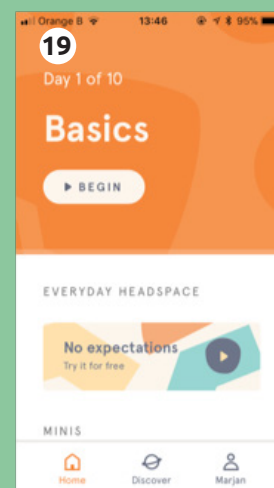 Orange B 13:46 95%
19
Day 1 of 10
Basics
BEGIN
EVERYDAY HEADSPACE
No expectations
Try it for free
MINIS
Home Discover Marjan